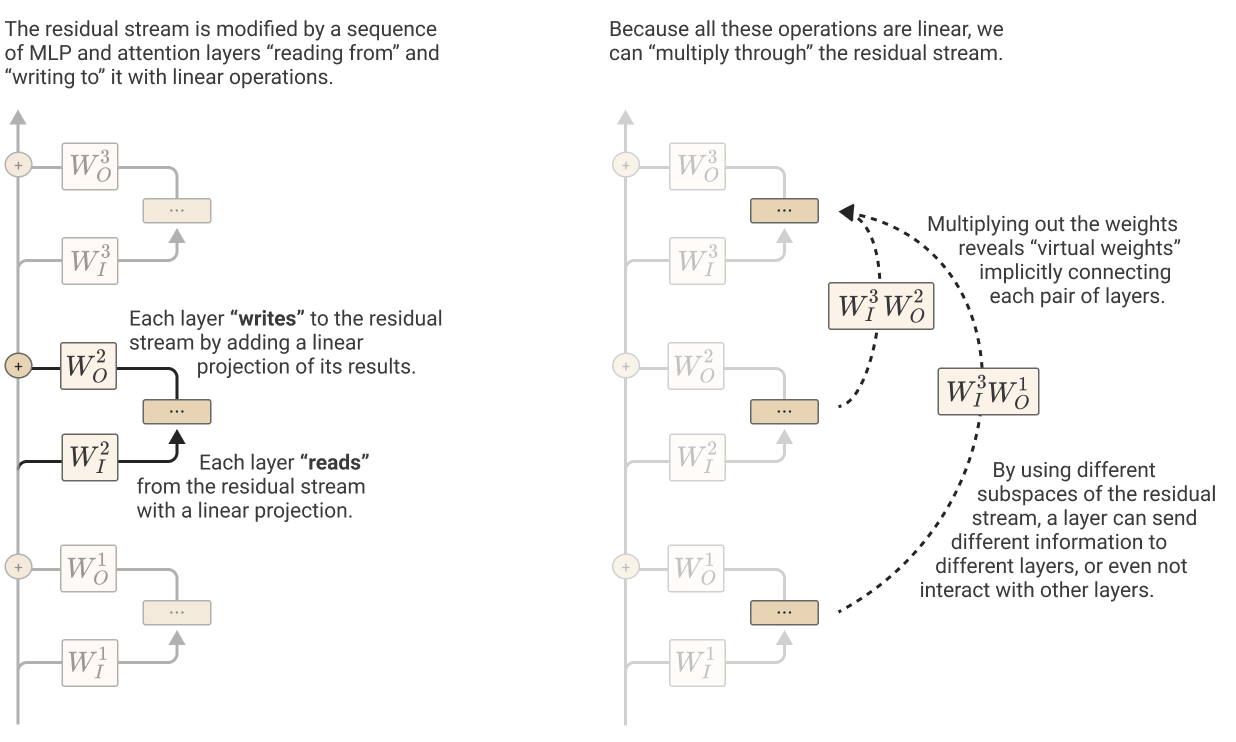 The residual stream is modified by a sequence
of MLP and attention layers “reading from” and
“writing to” it with linear operations.
+
W_O^3
...
W_I^3
Each layer “writes” to the residual
stream by adding a linear
projection of its results.
+
W_O^2
...
W_I^2
Each layer “reads”
from the residual stream
with a linear projection.
+
W_O^1
...
W_I^1
Because all these operations are linear, we
can “multiply through” the residual stream.
+
W_O^3
...
W_I^3
Multiplying out the weights
reveals “virtual weights”
implicitly connecting
each pair of layers.
W_I^3 W_O^2
+
W_O^2
...
W_I^2
W_I^3 W_O^1
By using different
subspaces of the residual
stream, a layer can send
different information to
different layers, or even not
interact with other layers.
+
W_O^1
...
W_I^1